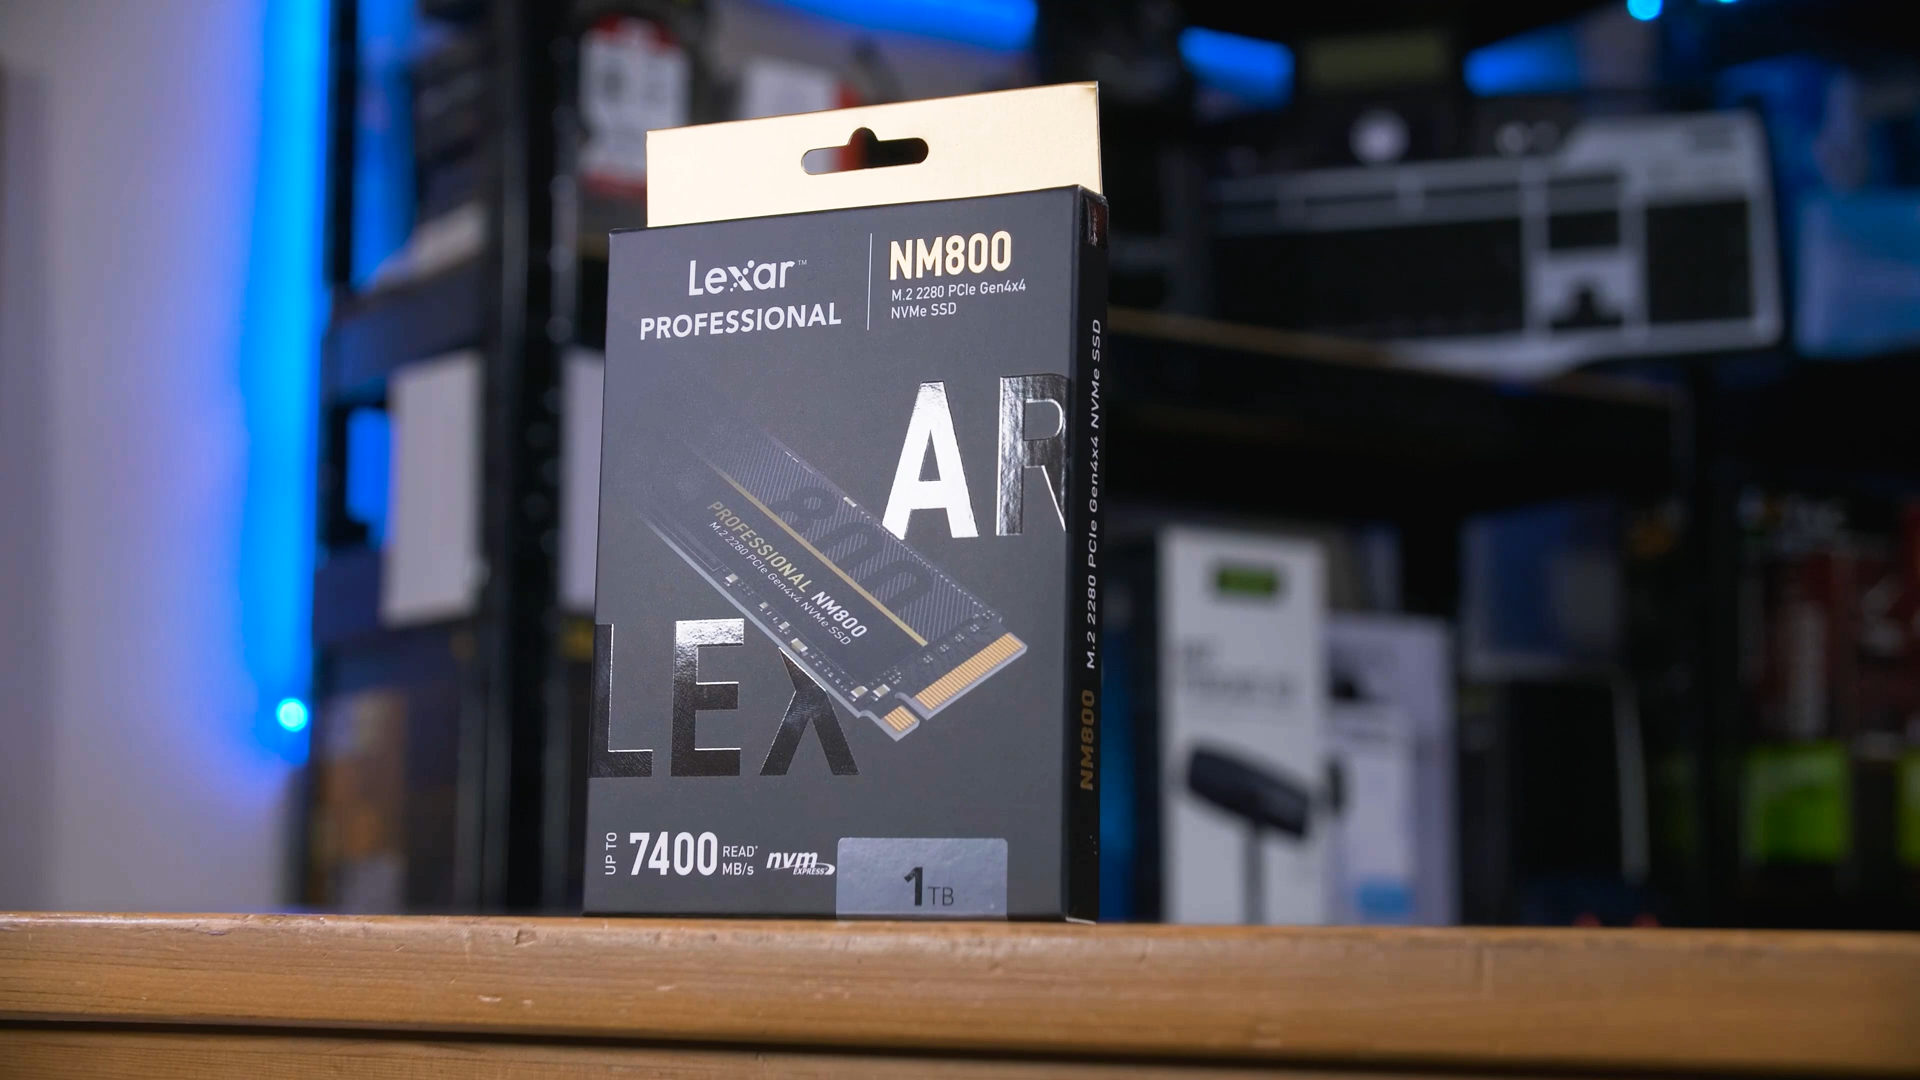 Lexar™
PROFESSIONAL
NM800
M.2 2280 PCIe Gen4x4
NVMe SSD
AR
PROFESSIONAL NM800
M.2 2280 PCIe Gen4x4 NVMe SSD
LEX
UP TO
7400
READ*
MB/s
nvm
EXPRESS
1TB
NM800 M.2 2280 PCIe Gen4x4 NVMe SSD